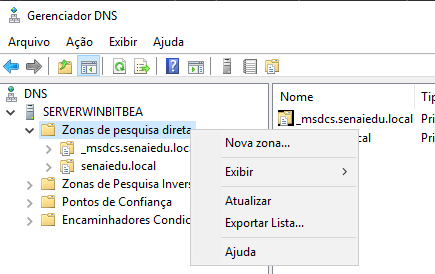 Gerenciador DNS
Arquivo Ação Exibir Ajuda
DNS
SERVERWINBITBEA
Zonas de pesquisa direta
_msdcs.senaiedu.loc
senaiedu.local
Zonas de Pesquisa Invers
Pontos de Confiança
Encaminhadores Condic
Nome
Tip
_msdcs.senaiedu.local
Pri
.local
Pri
Nova zona...
Exibir
Atualizar
Exportar Lista...
Ajuda